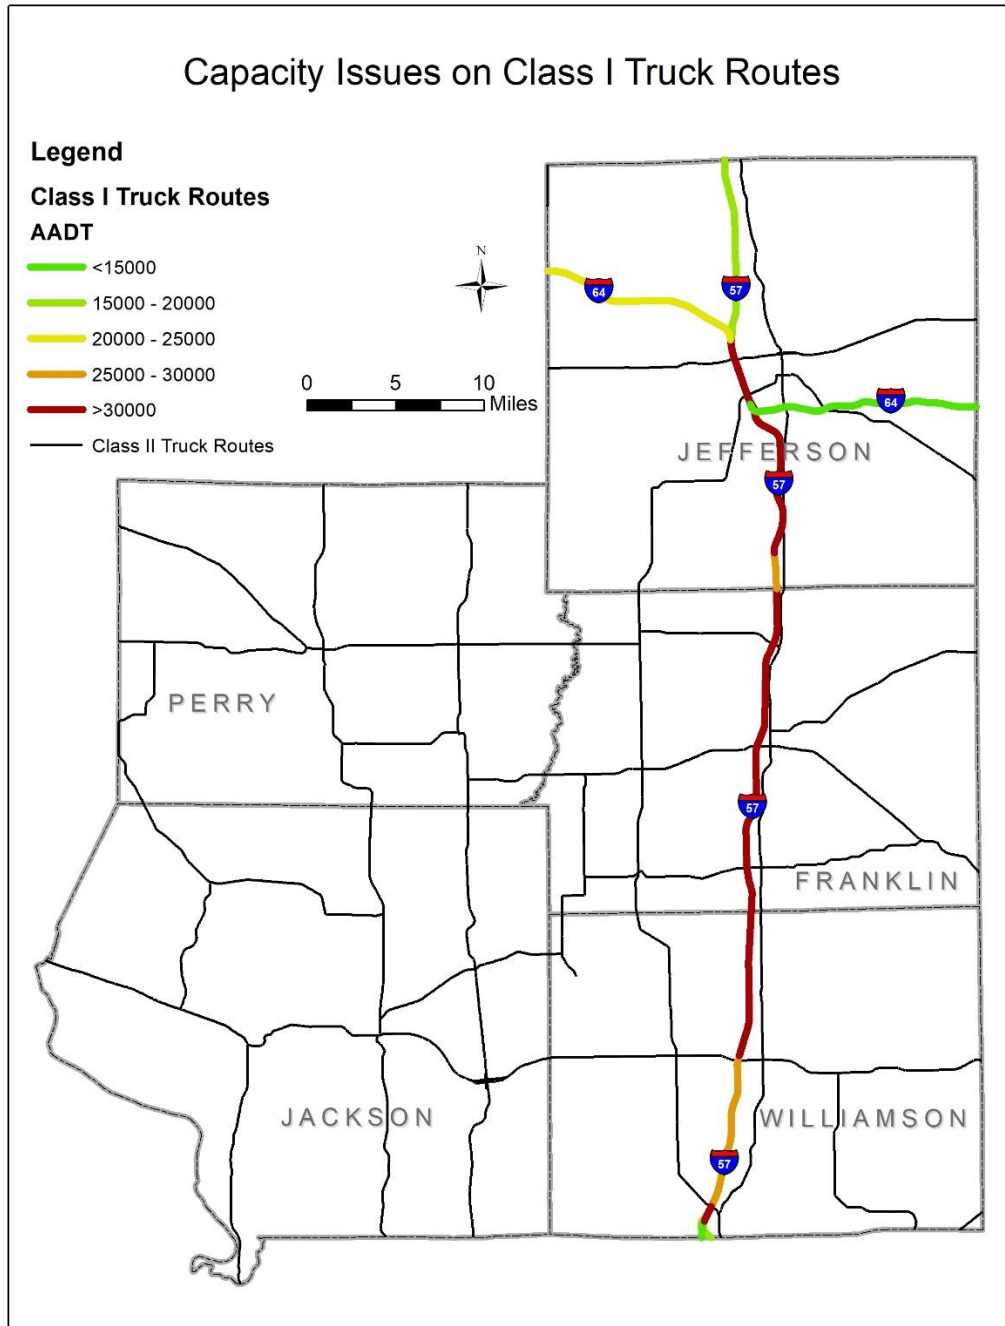 Capacity Issues on Class I Truck Routes
Legend
Class I Truck Routes
AADT
<15000
15000 - 20000
20000 - 25000
25000 - 30000
>30000
Class II Truck Routes
N
0 5 10
Miles
64
57
64
JEFFERSON
57
PERRY
57
FRANKLIN
JACKSON
WILLIAMSON
57